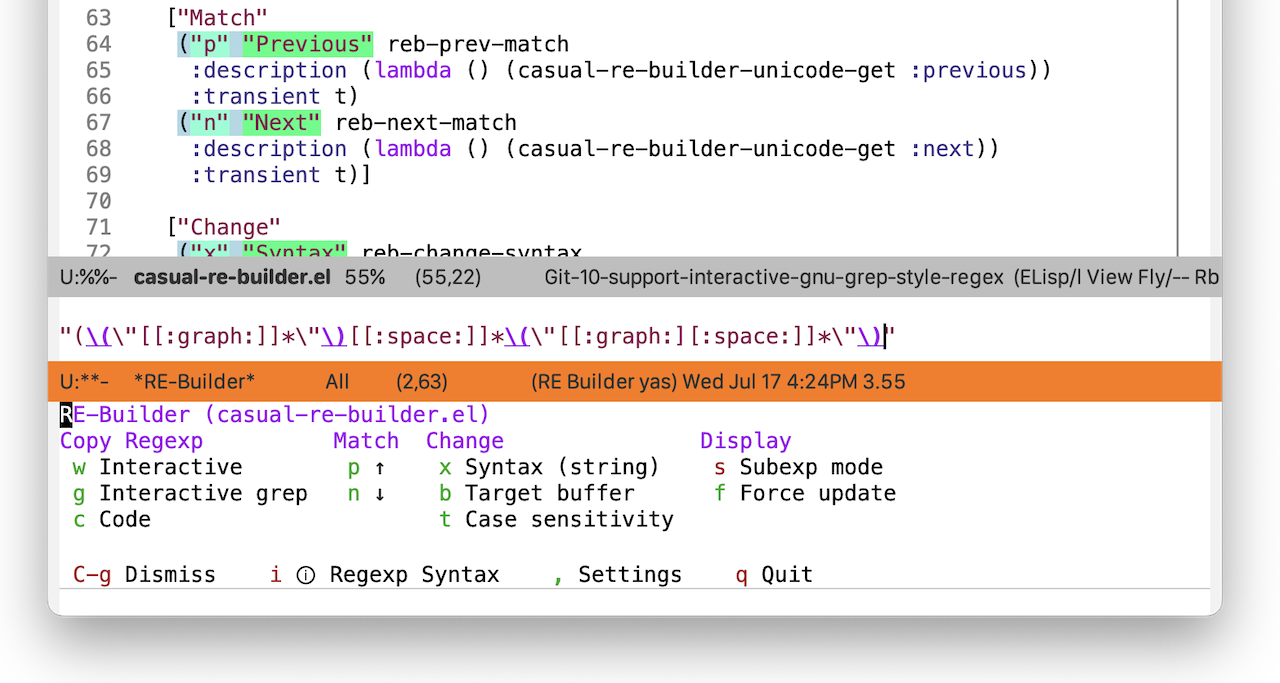 63 ["Match"
64 ("p" "Previous" reb-prev-match
65 :description (lambda () (casual-re-builder-unicode-get :previous))
66 :transient t)
67 ("n" "Next" reb-next-match
68 :description (lambda () (casual-re-builder-unicode-get :next))
69 :transient t)]
70
71 ["Change"
72 ("x" "Syntax" reb-change-syntax
U:%%- casual-re-builder.el 55% (55,22) Git-10-support-interactive-gnu-grep-style-regex (ELisp/l View Fly/-- Rb
"(\(\"[[:graph:]]*\"\)[[:space:]]*\(\"[[:graph:][:space:]]*\"\)"
U:**- *RE-Builder* All (2,63) (RE Builder yas) Wed Jul 17 4:24PM 3.55
RE-Builder (casual-re-builder.el)
Copy Regexp Match Change Display
w Interactive p ↑ x Syntax (string) s Subexp mode
g Interactive grep n ↓ b Target buffer f Force update
c Code t Case sensitivity
C-g Dismiss i ⓘ Regexp Syntax , Settings q Quit